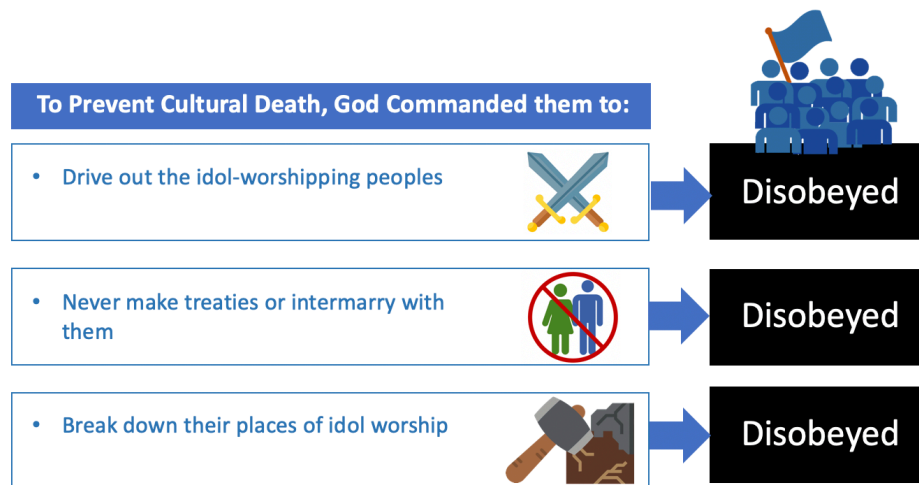 To Prevent Cultural Death, God Commanded them to:
• Drive out the idol-worshipping peoples
Disobeyed
• Never make treaties or intermarry with
them
Disobeyed
• Break down their places of idol worship
Disobeyed